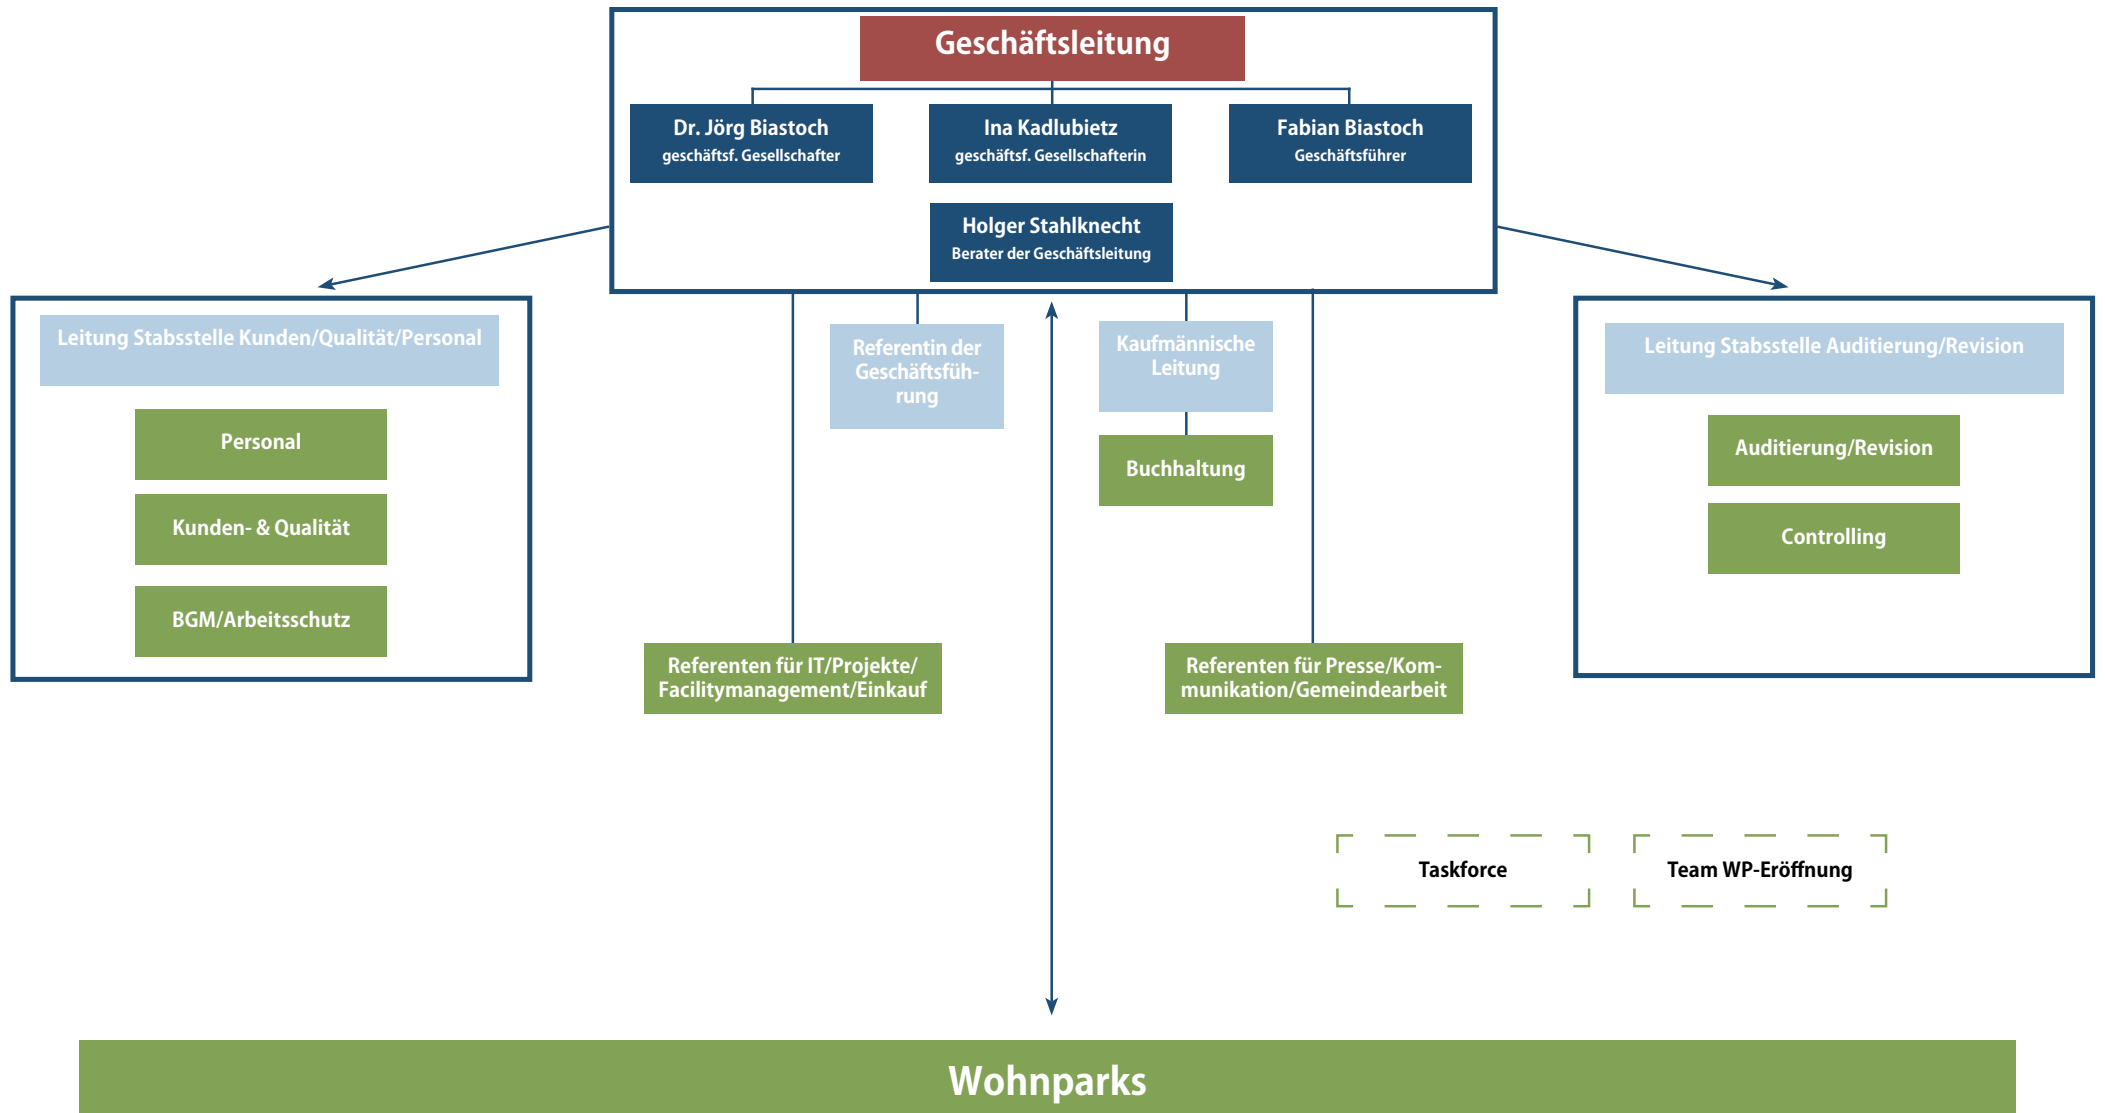 Geschäftsleitung
Dr. Jörg Biastoch
geschäftsf. Gesellschafter
Ina Kadlubietz
geschäftsf. Gesellschafterin
Fabian Biastoch
Geschäftsführer
Holger Stahlknecht
Berater der Geschäftsleitung
Leitung Stabsstelle Kunden/Qualität/Personal
Personal
Kunden- & Qualität
BGM/Arbeitsschutz
Referentin der
Geschäftsfüh-
rung
Kaufmännische
Leitung
Buchhaltung
Leitung Stabsstelle Auditierung/Revision
Auditierung/Revision
Controlling
Referenten für IT/Projekte/
Facilitymanagement/Einkauf
Referenten für Presse/Kom-
munikation/Gemeindearbeit
Taskforce
Team WP-Eröffnung
Wohnparks